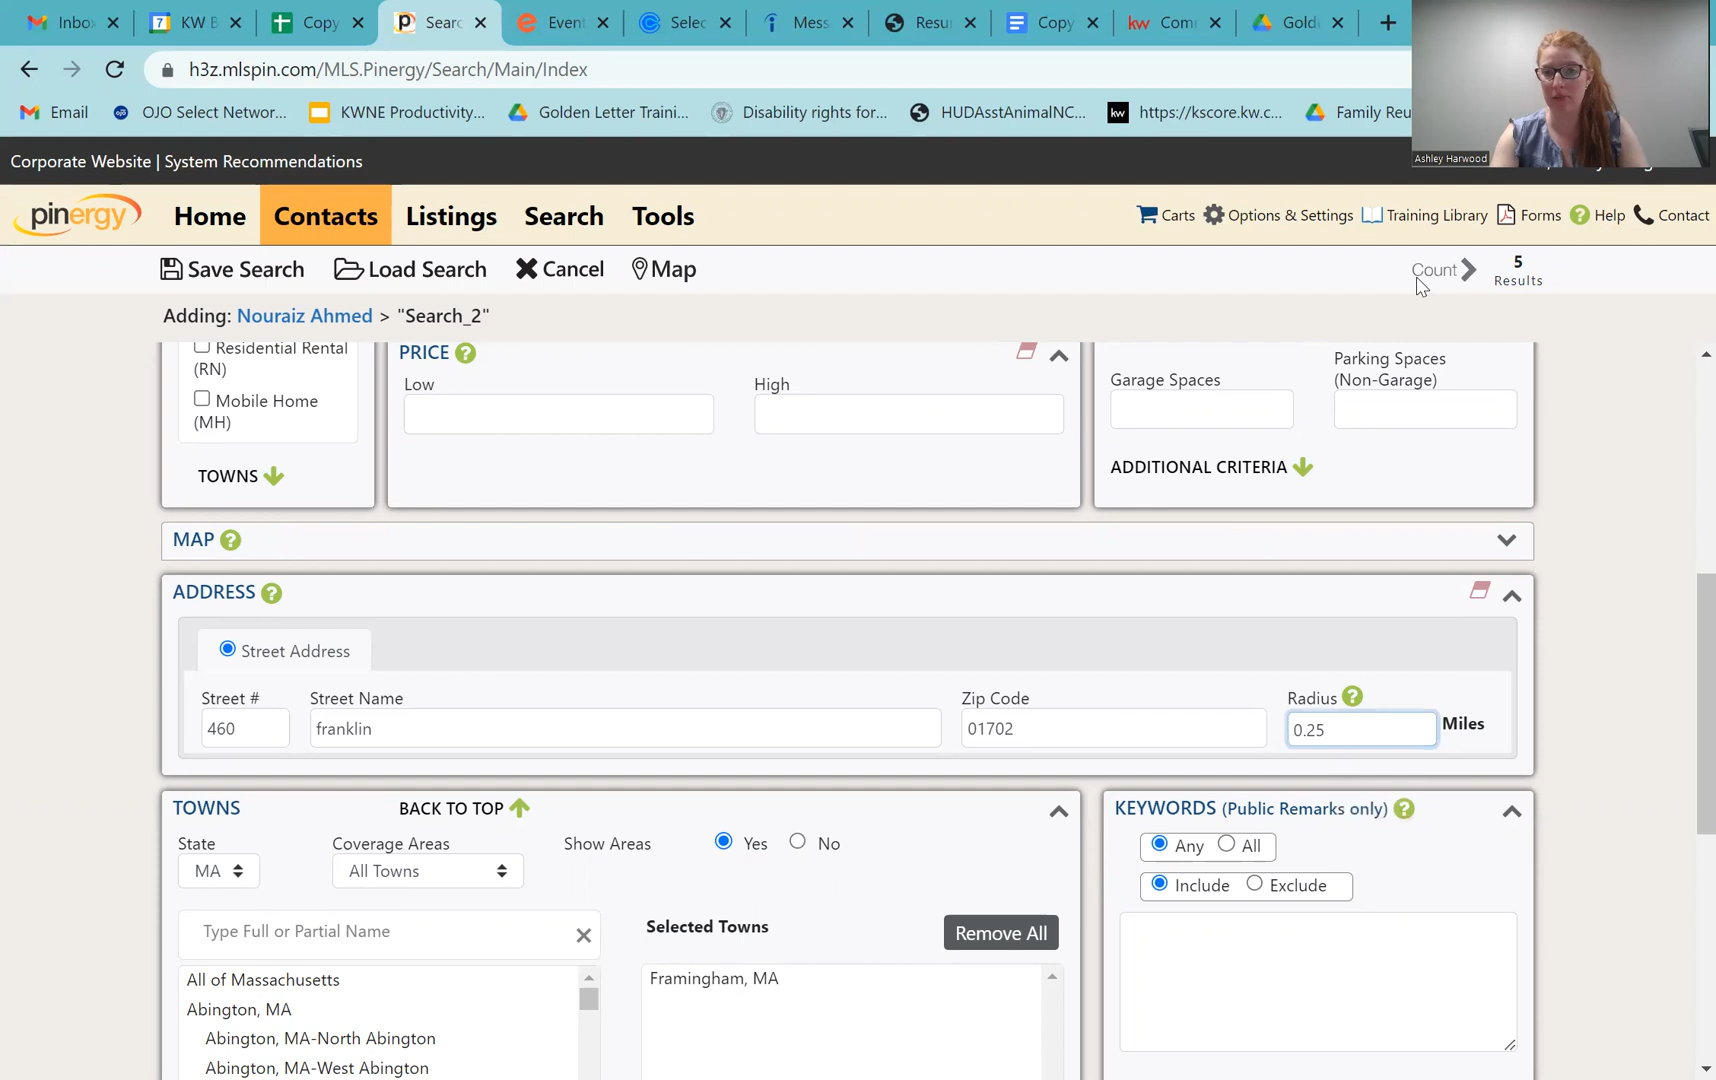 Inbo
KW B
Copy
Searc
Even
Selec
Mess
Resu
Copy
Com
Gold
h3z.mlspin.com/MLS.Pinergy/Search/Main/Index
Email
OJO Select Networ...
KWNE Productivity...
Golden Letter Traini...
Disability rights for...
HUDAsstAnimalNC...
https://kscore.kw.c...
Family Reu
Ashley Harwood
Corporate Website | System Recommendations
pinergy
Home
Contacts
Listings
Search
Tools
Carts
Options & Settings
Training Library
Forms
Help
Contact
Save Search
Load Search
Cancel
Map
Count
5
Results
Adding: Nouraiz Ahmed > "Search_2"
Residential Rental
(RN)
Mobile Home
(MH)
TOWNS
PRICE
Low
High
Garage Spaces
Parking Spaces
(Non-Garage)
ADDITIONAL CRITERIA
MAP
ADDRESS
Street Address
Street #
Street Name
Zip Code
Radius
460
franklin
01702
0.25
Miles
TOWNS
BACK TO TOP
State
Coverage Areas
Show Areas
Yes
No
MA
All Towns
Type Full or Partial Name
Selected Towns
Remove All
All of Massachusetts
Abington, MA
Abington, MA-North Abington
Abington, MA-West Abington
Framingham, MA
KEYWORDS (Public Remarks only)
Any
All
Include
Exclude